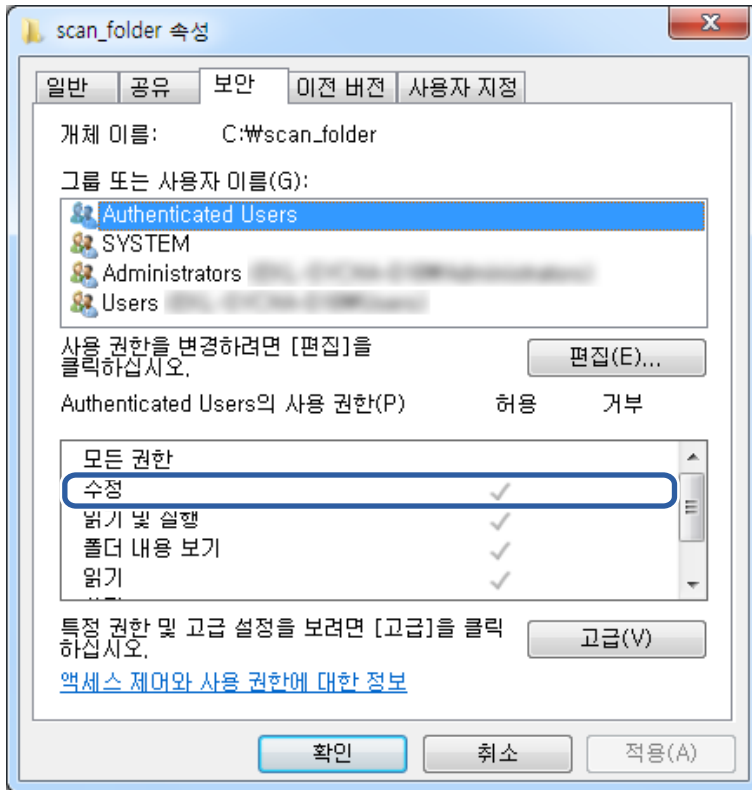 scan_folder 속성
일반 공유 보안 이전 버전 사용자 지정
개체 이름: C:₩scan_folder
그룹 또는 사용자 이름(G):
Authenticated Users
SYSTEM
Administrators
Users
사용 권한을 변경하려면 [편집]을
클릭하십시오.
편집(E)...
Authenticated Users의 사용 권한(P) 허용 거부
모든 권한
수정
읽기 및 실행
폴더 내용 보기
읽기
특정 권한 및 고급 설정을 보려면 [고급]을 클릭
하십시오.
고급(V)
액세스 제어와 사용 권한에 대한 정보
확인 취소 적용(A)